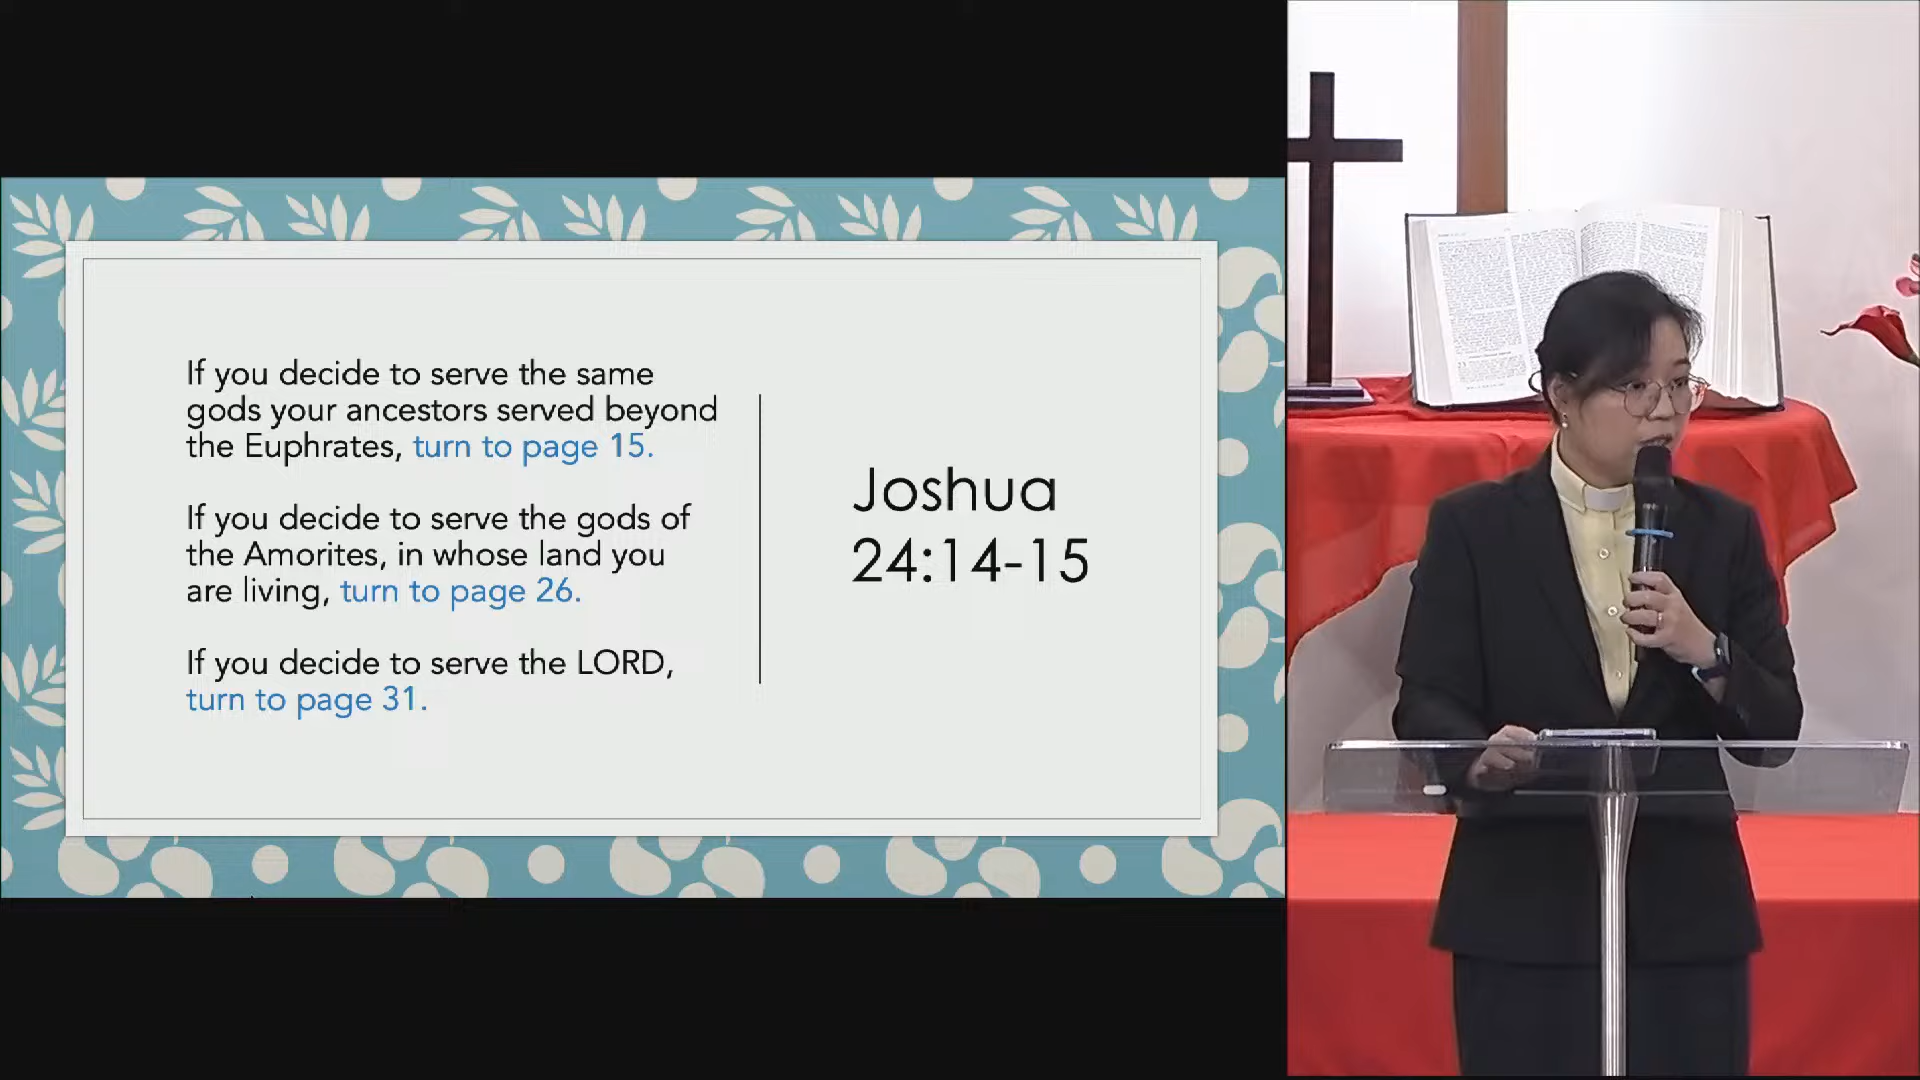 If you decide to serve the same
gods your ancestors served beyond
the Euphrates, turn to page 15.
If you decide to serve the gods of
the Amorites, in whose land you
are living, turn to page 26.
If you decide to serve the LORD,
turn to page 31.
Joshua
24:14-15